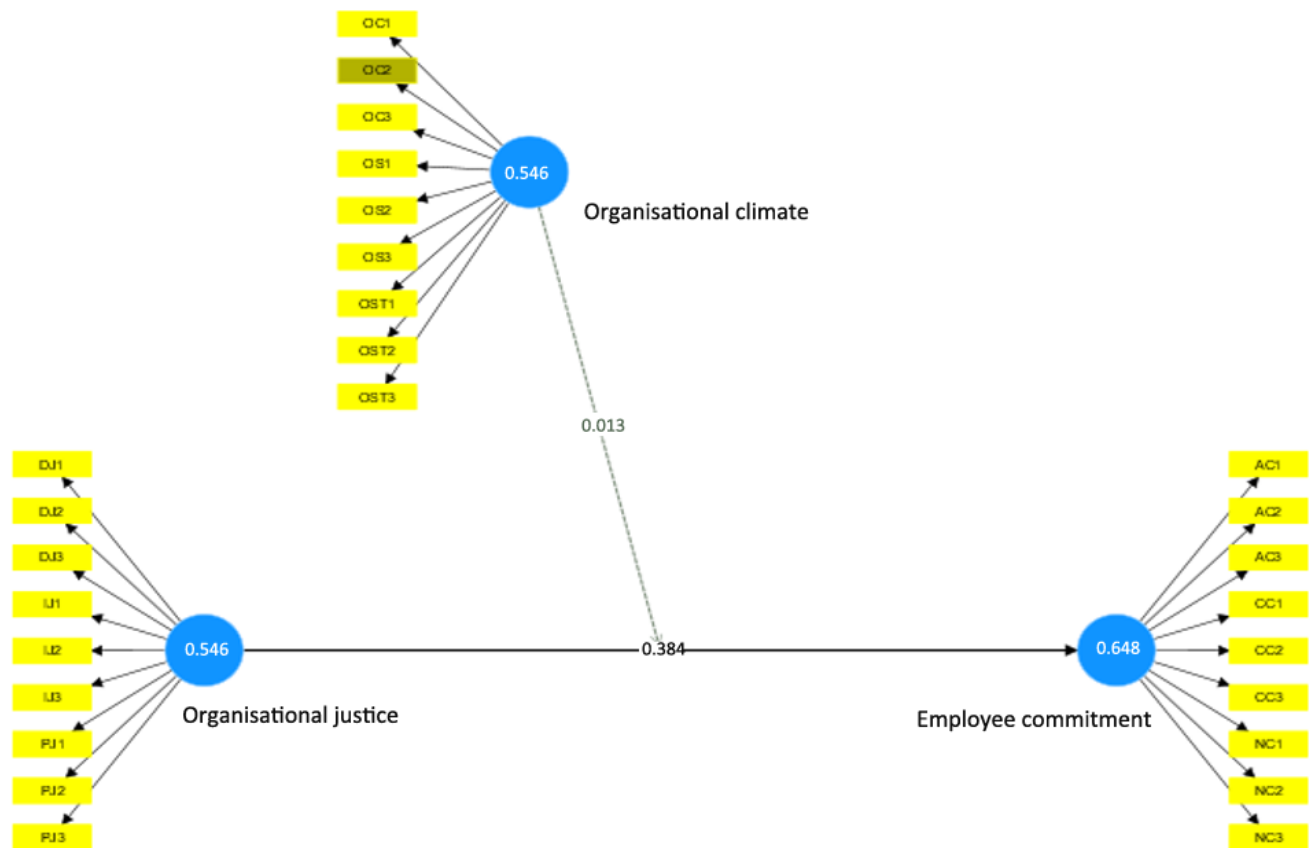 OC1
OC2
OC3
OS1
OS2
OS3
OST1
OST2
OST3
0.546
Organisational climate
0.013
DJ1
DJ2
DJ3
IJ1
IJ2
IJ3
PJ1
PJ2
PJ3
0.546
Organisational justice
0.384
0.648
Employee commitment
AC1
AC2
AC3
CC1
CC2
CC3
NC1
NC2
NC3